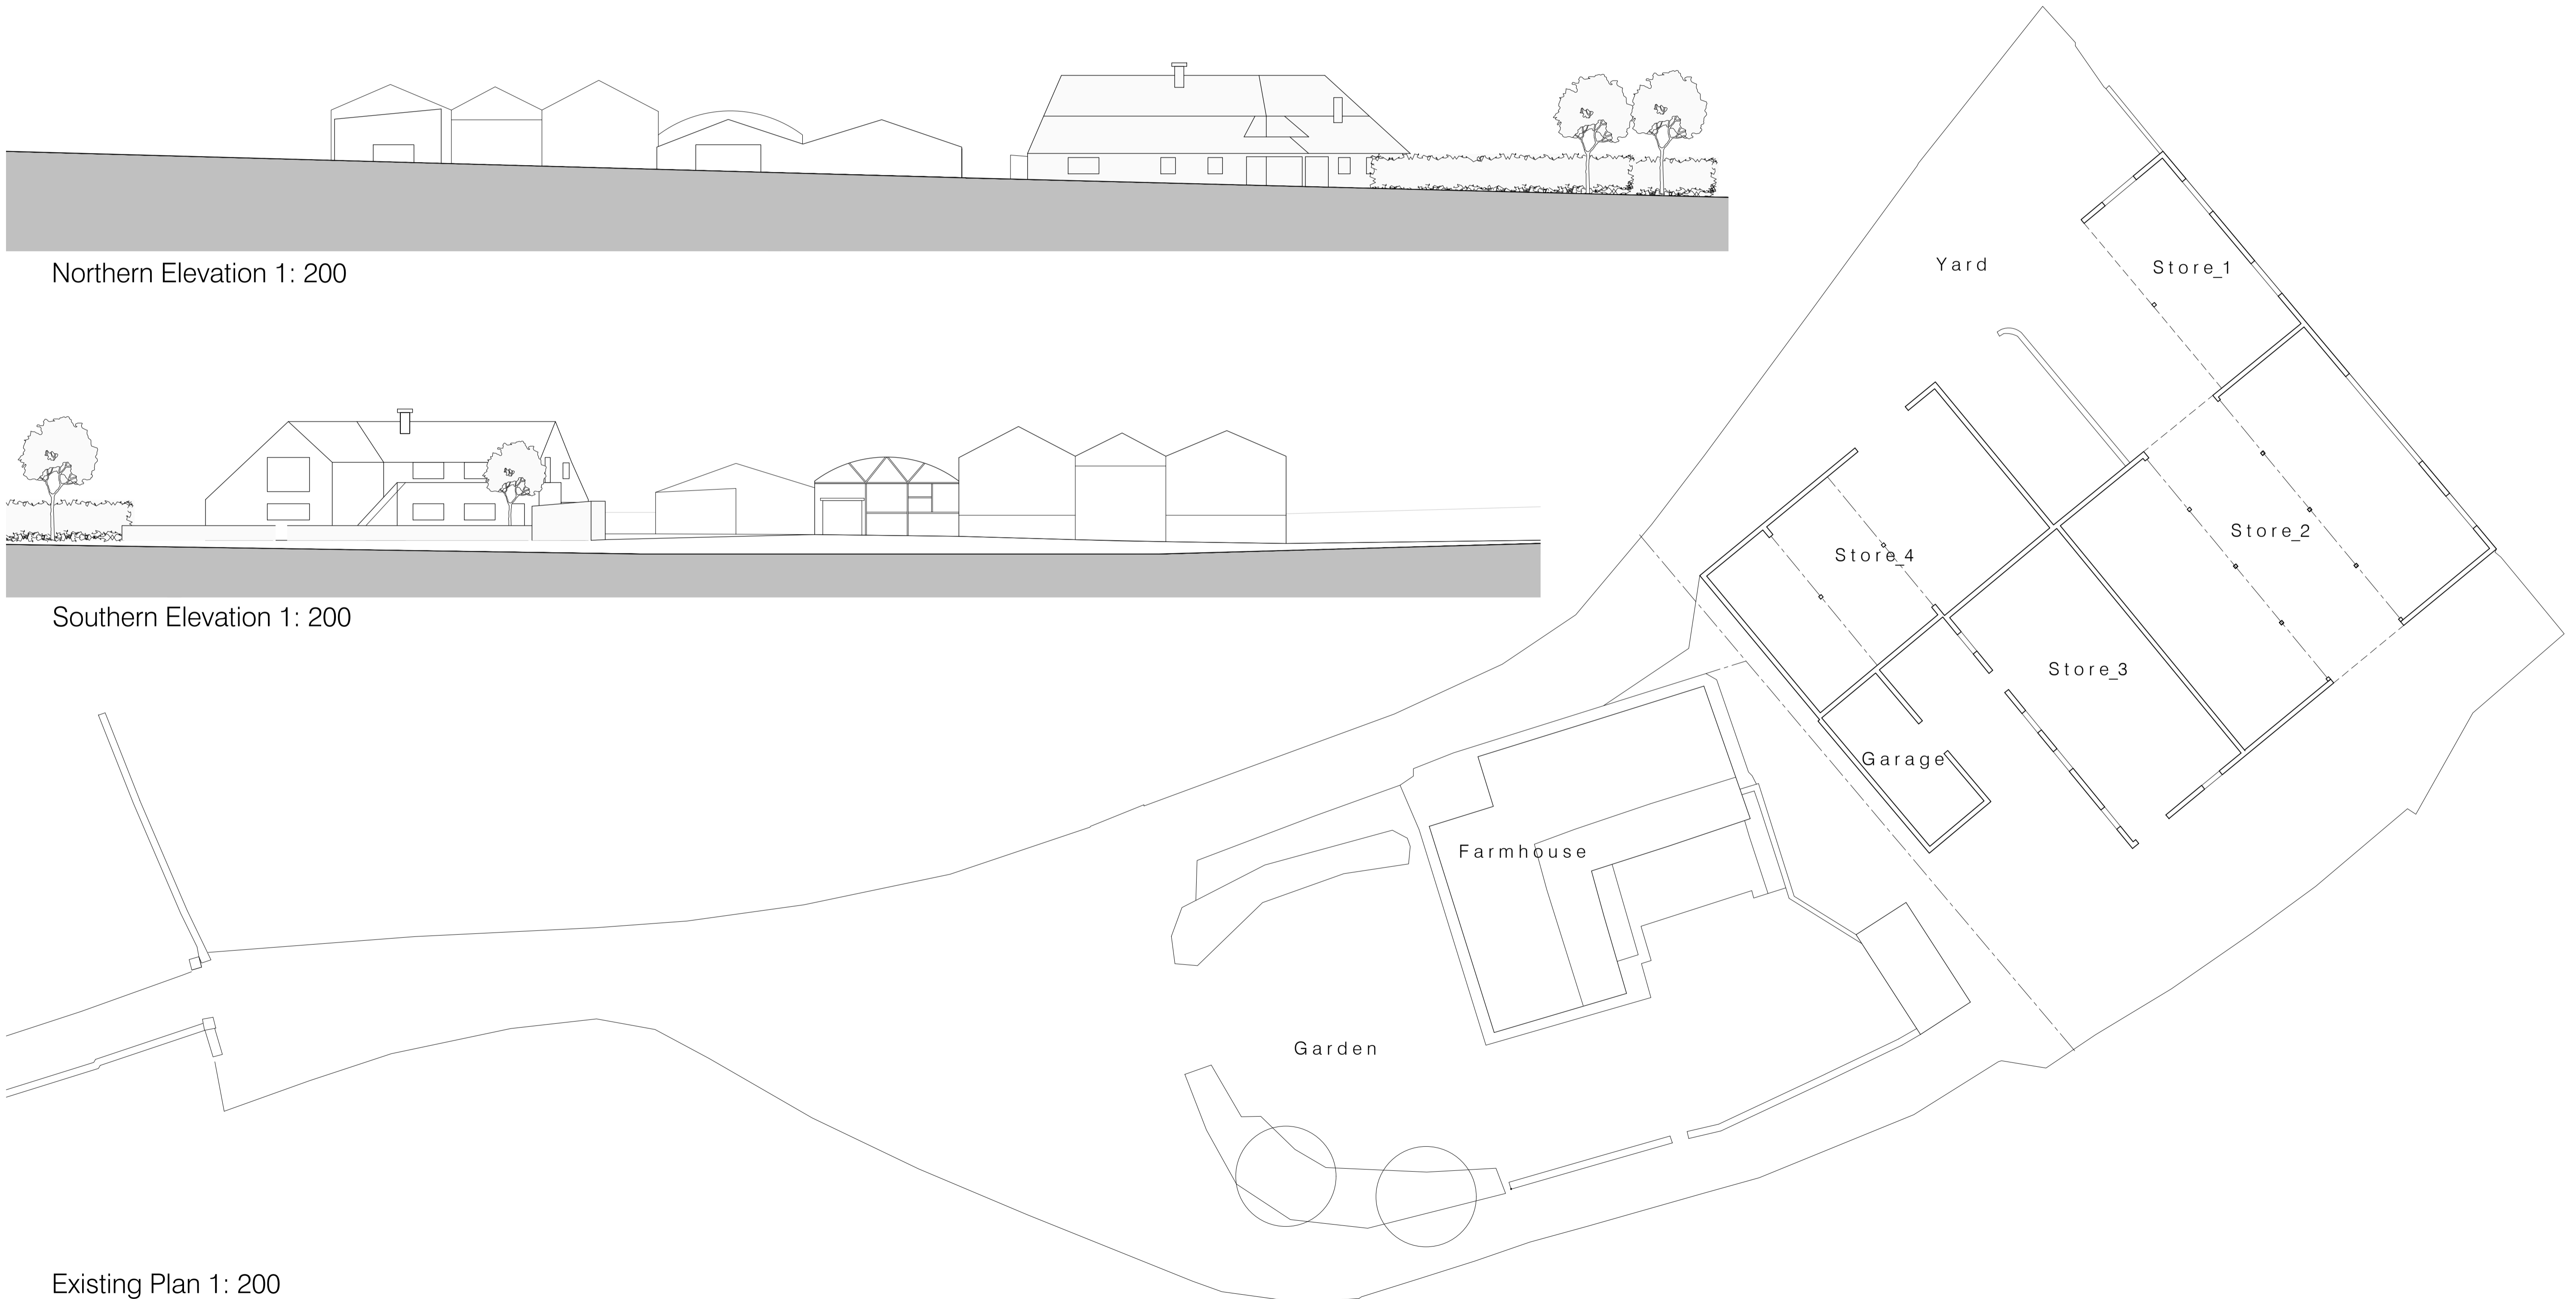 Northern Elevation 1: 200
Southern Elevation 1: 200
Yard
Store_1
Store_2
Store_4
Store_3
Garage
Farmhouse
Garden
Existing Plan 1: 200